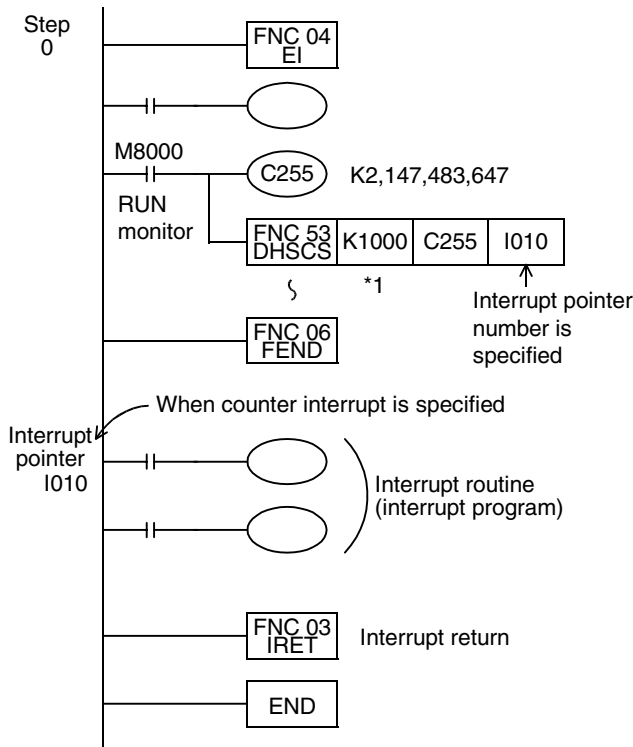 Step
0
FNC 04
EI
M8000
RUN
monitor
C255
K2,147,483,647
FNC 53
DHSCS
K1000
C255
I010
*1
Interrupt pointer
number is
specified
FNC 06
FEND
When counter interrupt is specified
Interrupt
pointer
I010
Interrupt routine
(interrupt program)
FNC 03
IRET
Interrupt return
END